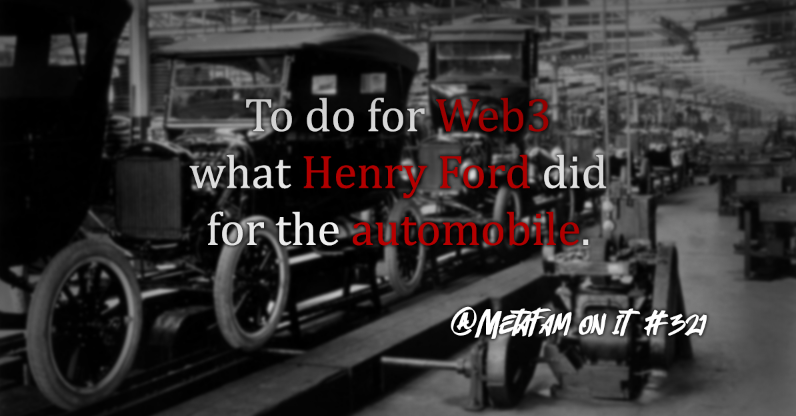 To do for Web3
what Henry Ford did
for the automobile.
@MetaFam on it #321